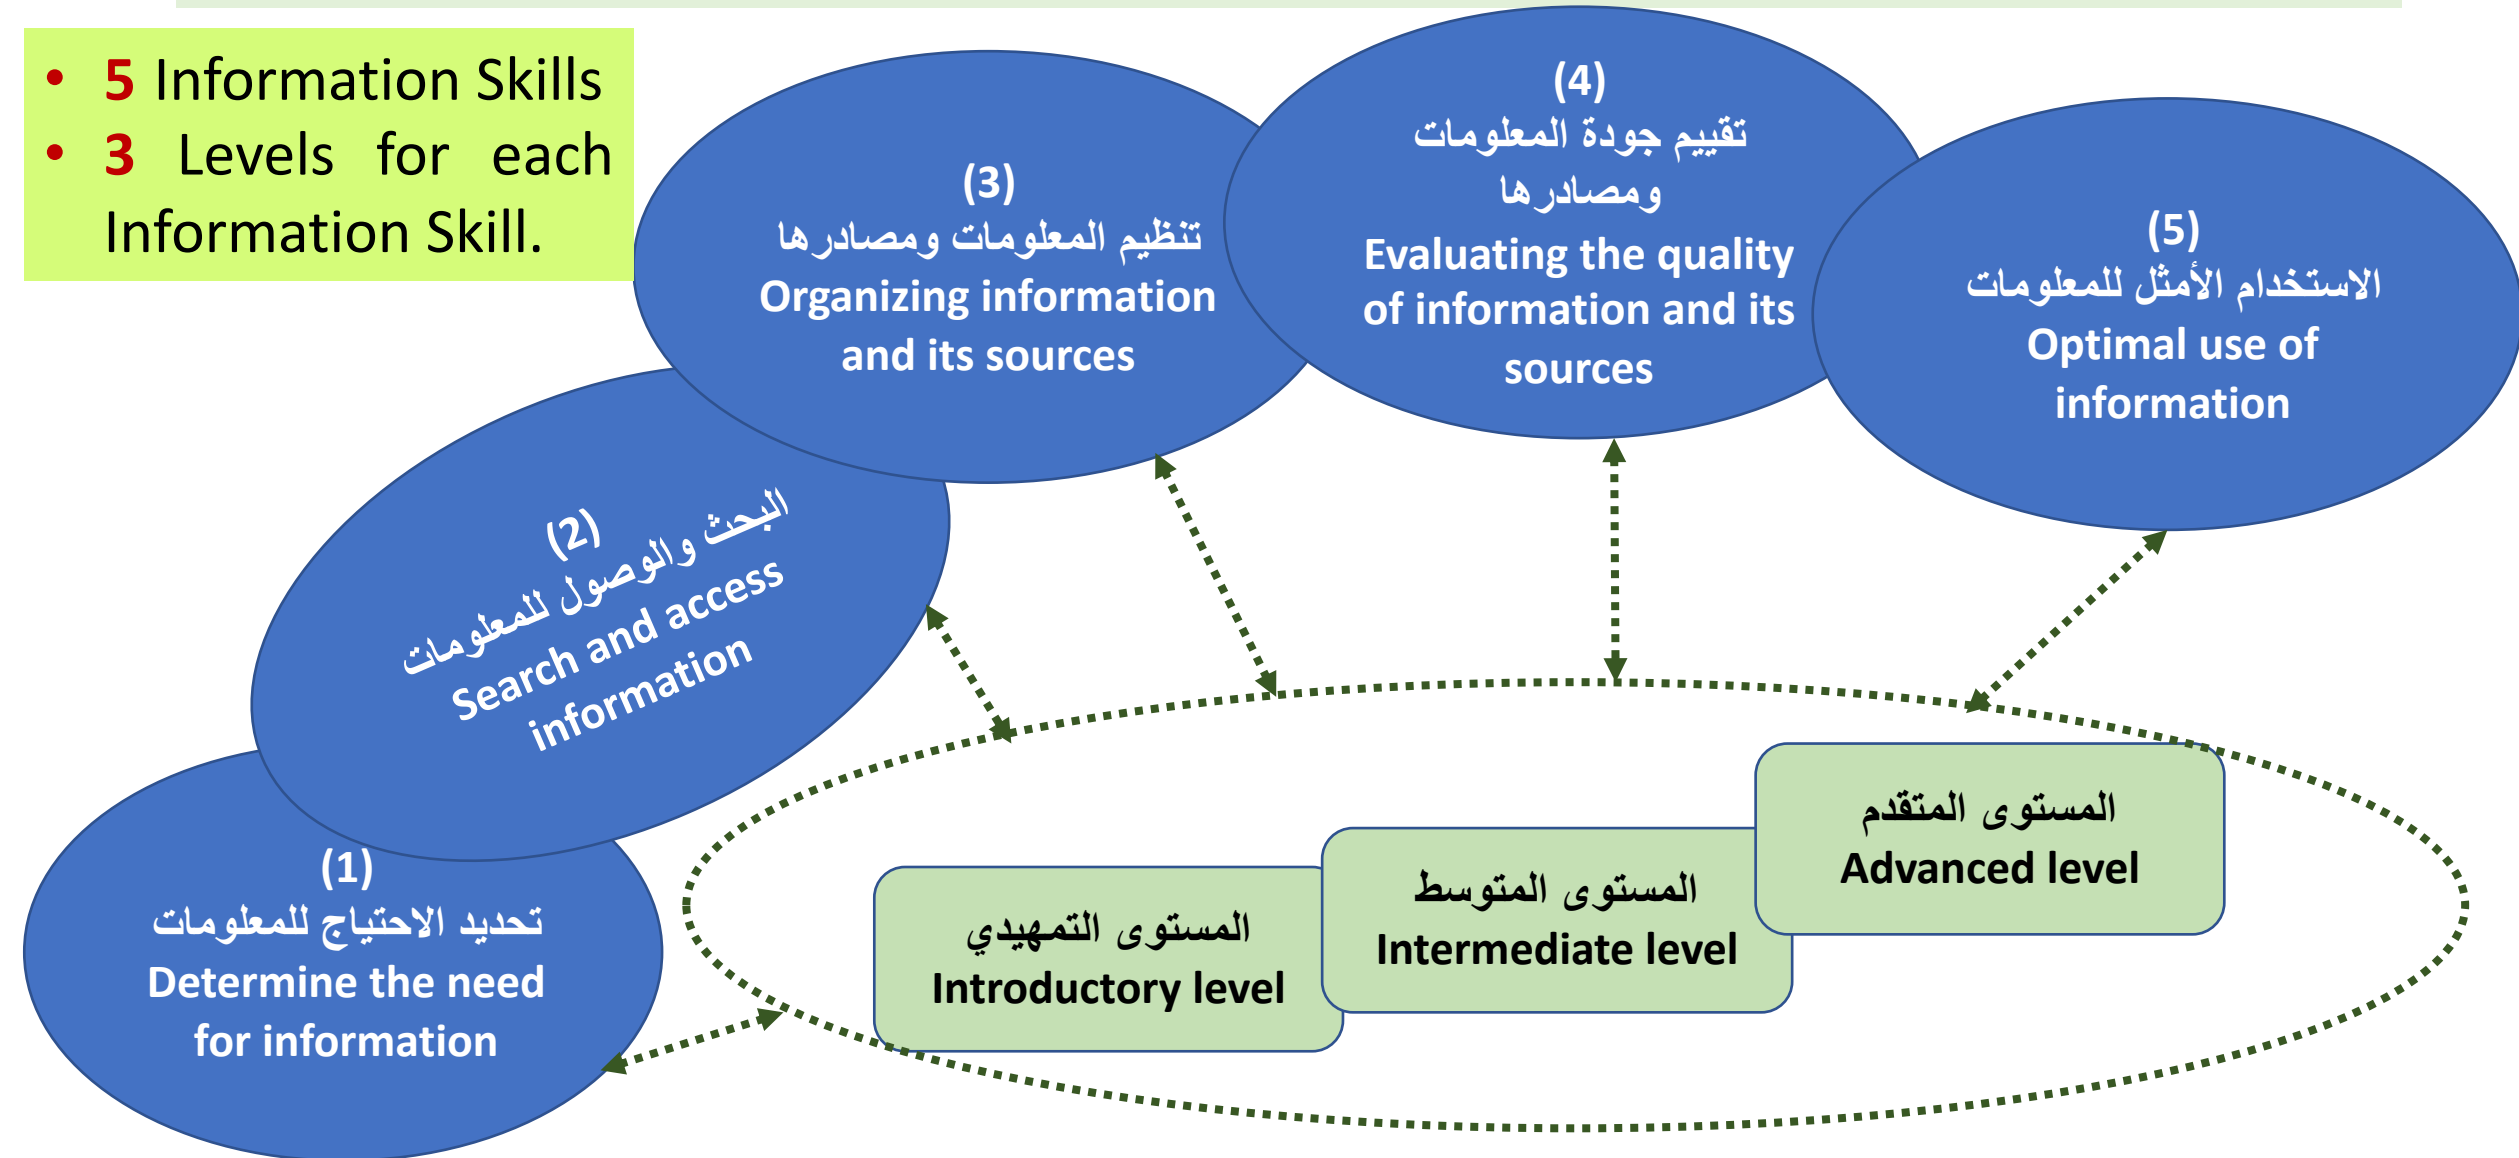 • 5 Information Skills
• 3 Levels for each
Information Skill.
(1)
تحديد الاحتياج للمعلومات
Determine the need
for information
(2)
البحث والوصول للمعلومات
Search and access
information
(3)
تنظيم المعلومات ومصادرها
Organizing information
and its sources
(4)
تقييم جودة المعلومات
ومصادرها
Evaluating the quality
of information and its
sources
(5)
الاستخدام الأمثل للمعلومات
Optimal use of
information
المستوى التمهيدي
Introductory level
المستوى المتوسط
Intermediate level
المستوى المتقدم
Advanced level